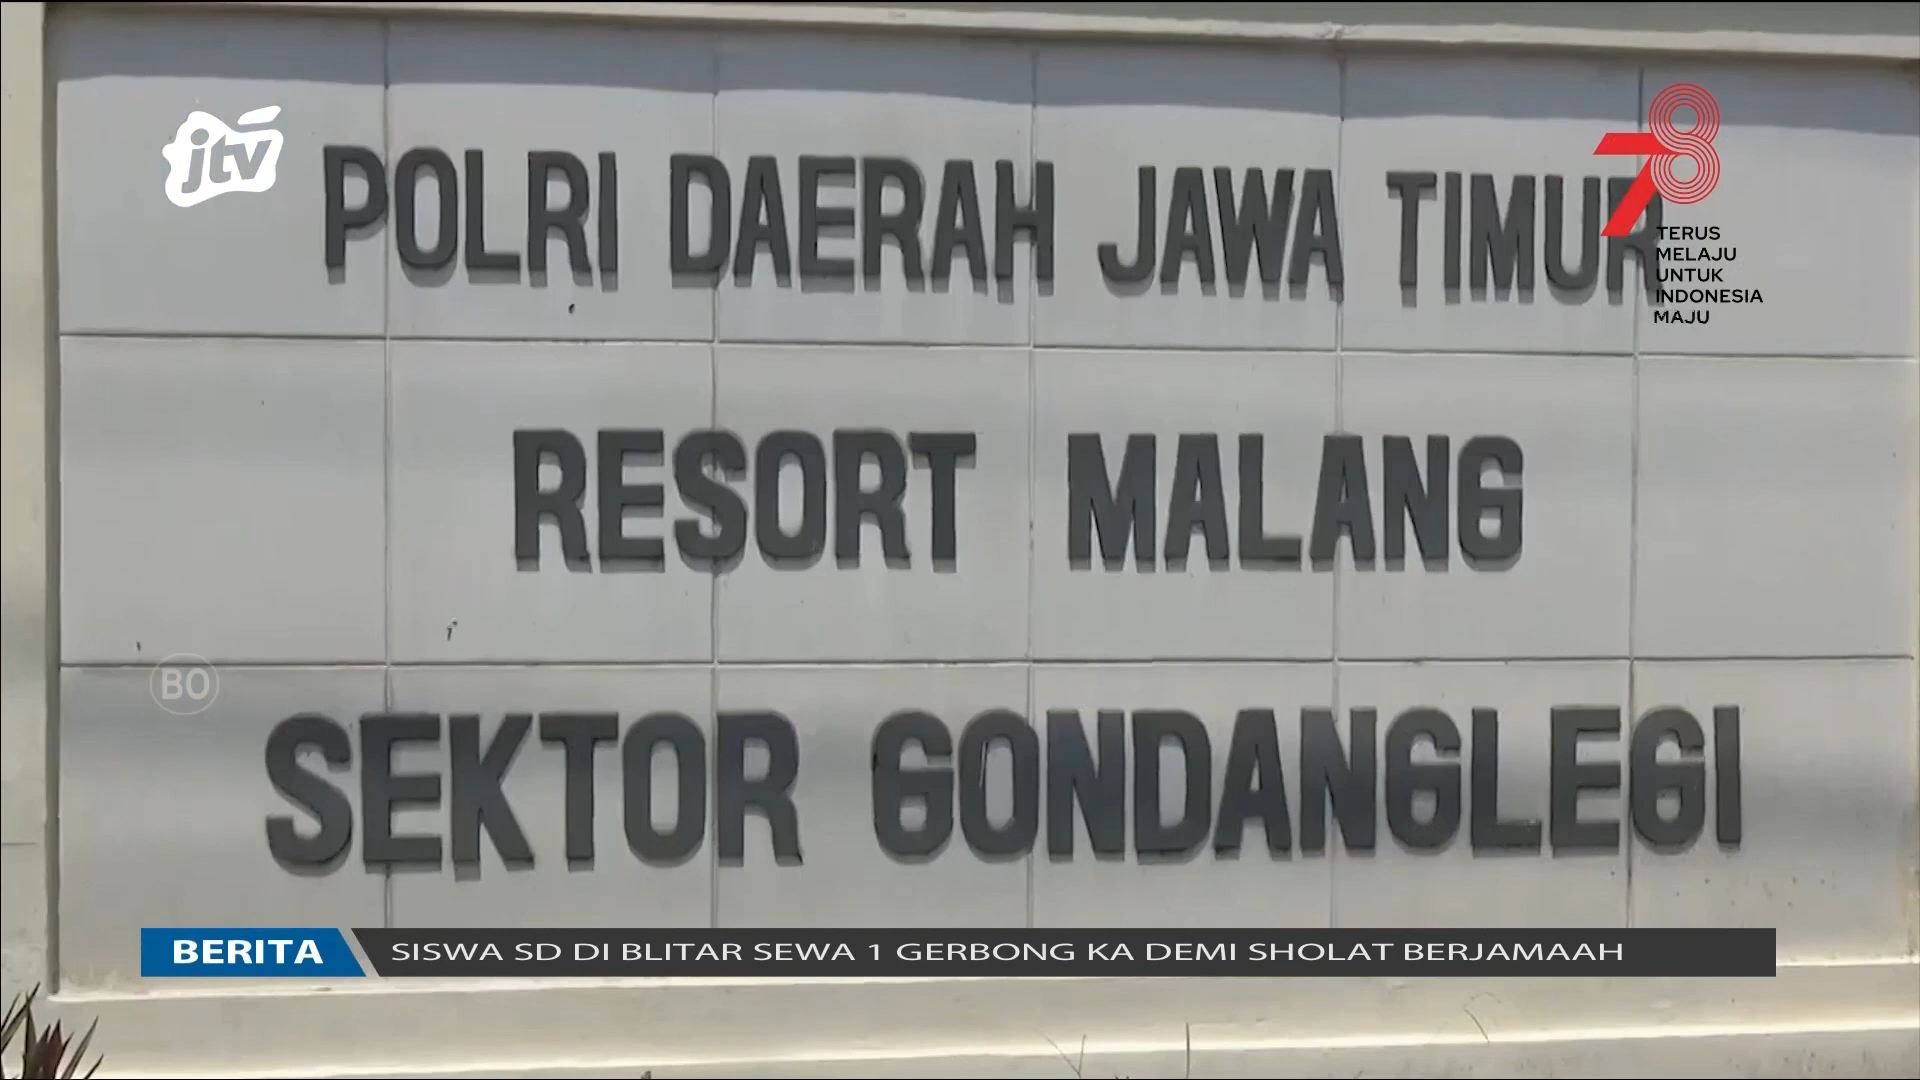 jtv
78
TERUS
MELAJU
UNTUK
INDONESIA
MAJU
POLRI DAERAH JAWA TIMUR
RESORT MALANG
SEKTOR GONDANGLEGI
BO
BERITA
SISWA SD DI BLITAR SEWA 1 GERBONG KA DEMI SHOLAT BERJAMAAH